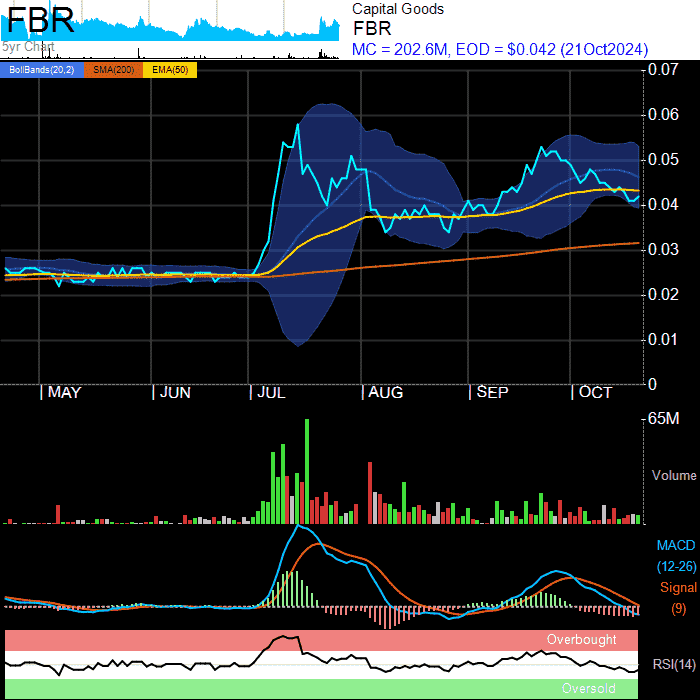 FBR
5yr Chart
Capital Goods
FBR
MC = 202.6M, EOD = $0.042 (21Oct2024)
BollBands(20,2) SMA(200) EMA(50)
0.07
0.06
0.05
0.04
0.03
0.02
0.01
0
MAY JUN JUL AUG SEP OCT
65M
Volume
MACD
(12-26)
Signal
(9)
Overbought
RSI(14)
Oversold